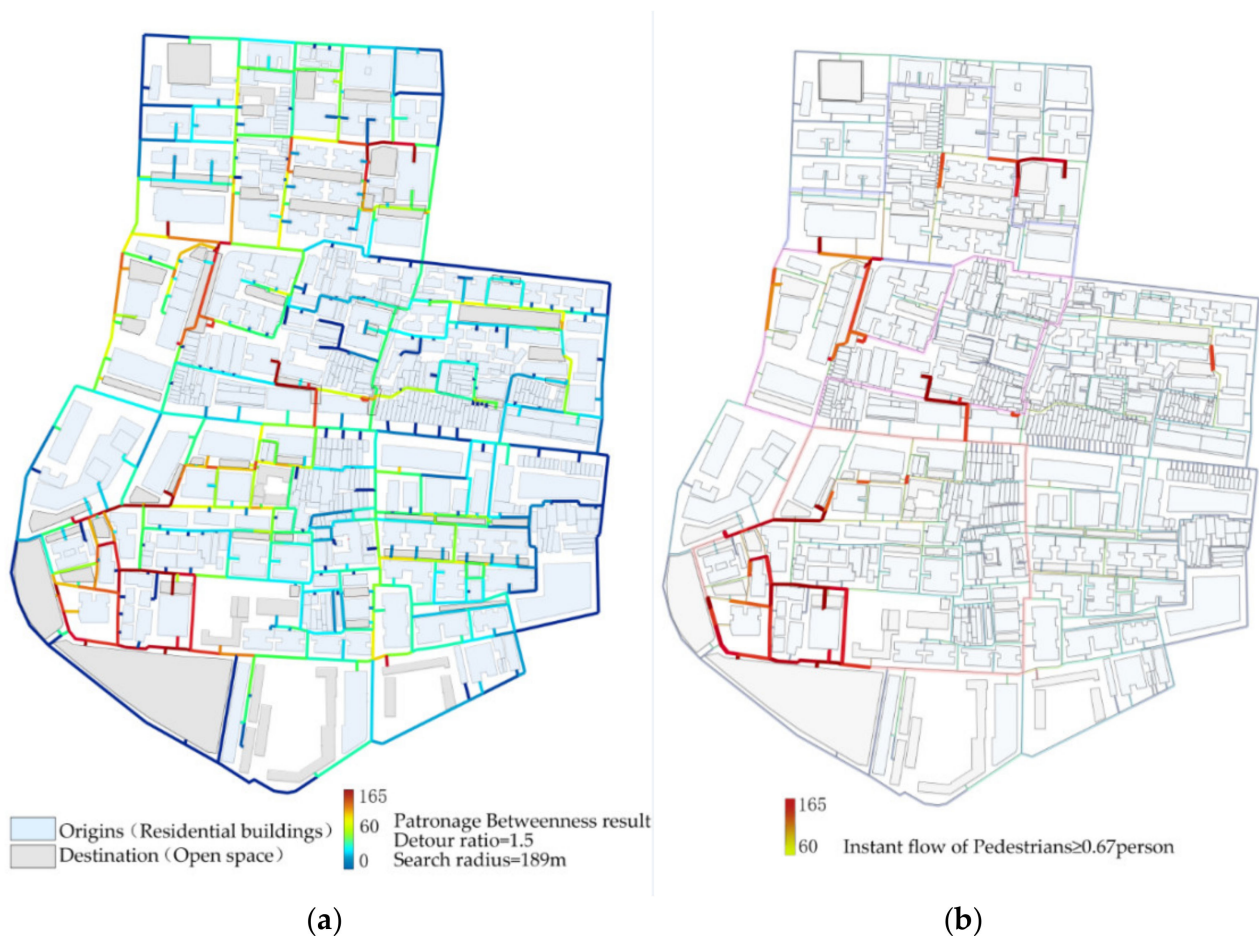 165
60
0
Origins (Residential buildings)
Destination (Open space)
Patronage Betweenness result
Detour ratio=1.5
Search radius=189m
165
60
Instant flow of Pedestrians≥0.67person
(a)
(b)